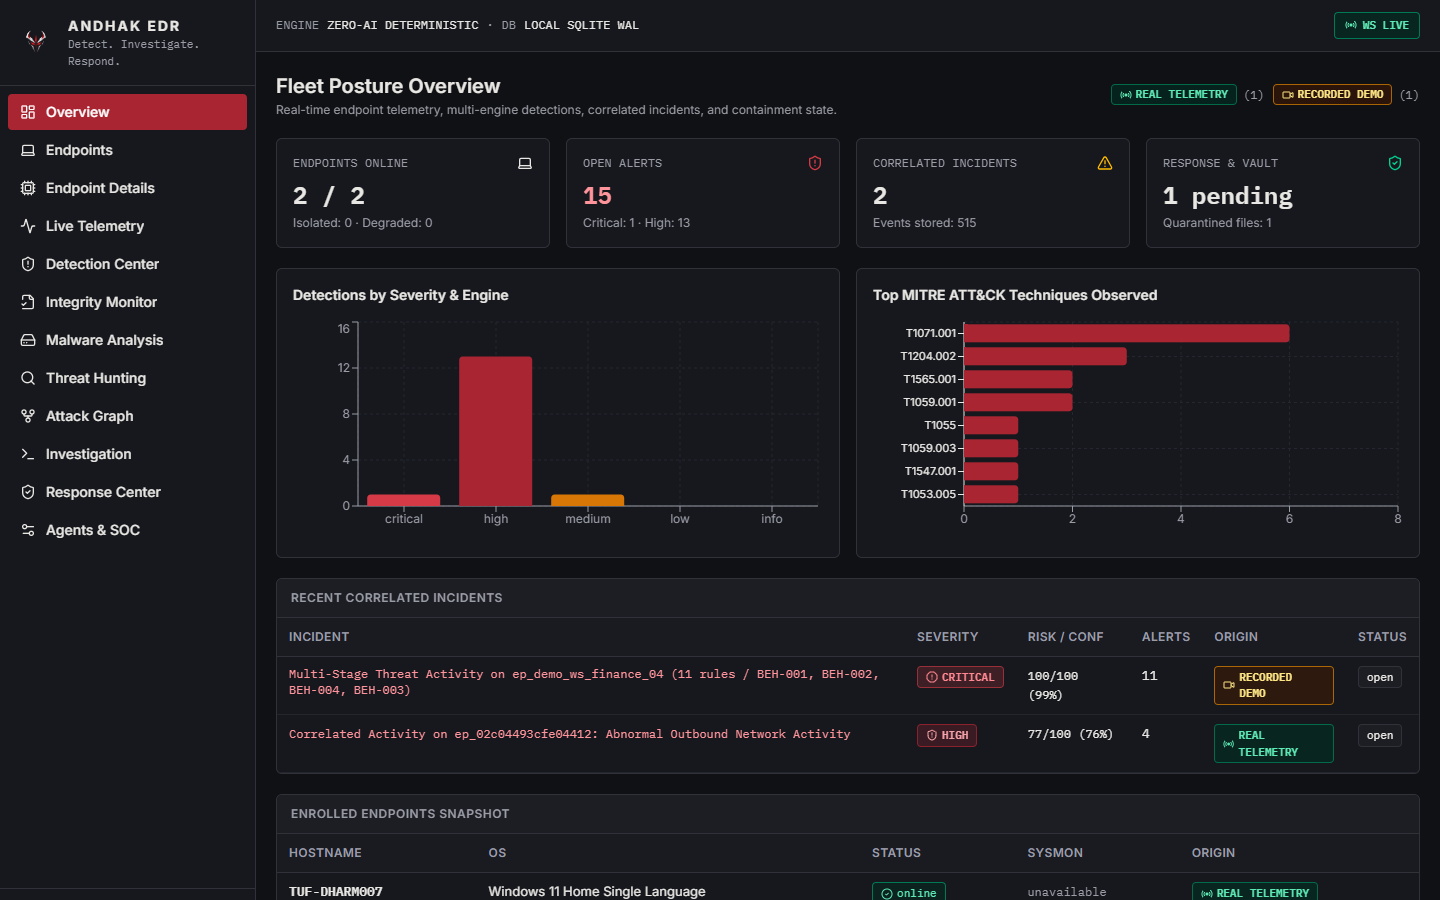 ANDHAK EDR
Detect. Investigate.
Respond.
Overview
Endpoints
Endpoint Details
Live Telemetry
Detection Center
Integrity Monitor
Malware Analysis
Threat Hunting
Attack Graph
Investigation
Response Center
Agents & SOC
ENGINE ZERO-AI DETERMINISTIC · DB LOCAL SQLITE WAL
WS LIVE
Fleet Posture Overview
Real-time endpoint telemetry, multi-engine detections, correlated incidents, and containment state.
REAL TELEMETRY (1) RECORDED DEMO (1)
ENDPOINTS ONLINE
2 / 2
Isolated: 0 · Degraded: 0
OPEN ALERTS
15
Critical: 1 · High: 13
CORRELATED INCIDENTS
2
Events stored: 515
RESPONSE & VAULT
1 pending
Quarantined files: 1
Detections by Severity & Engine
16
12
8
4
0
critical high medium low info
Top MITRE ATT&CK Techniques Observed
T1071.001
T1204.002
T1565.001
T1059.001
T1055
T1059.003
T1547.001
T1053.005
0 2 4 6 8
RECENT CORRELATED INCIDENTS
INCIDENT SEVERITY RISK / CONF ALERTS ORIGIN STATUS
Multi-Stage Threat Activity on ep_demo_ws_finance_04 (11 rules / BEH-001, BEH-002,
BEH-004, BEH-003)
CRITICAL
100/100
(99%)
11
RECORDED
DEMO
open
Correlated Activity on ep_02c04493cfe04412: Abnormal Outbound Network Activity
HIGH
77/100 (76%)
4
REAL
TELEMETRY
open
ENROLLED ENDPOINTS SNAPSHOT
HOSTNAME OS STATUS SYSMON ORIGIN
TUF-DHARM007 Windows 11 Home Single Language online unavailable REAL TELEMETRY